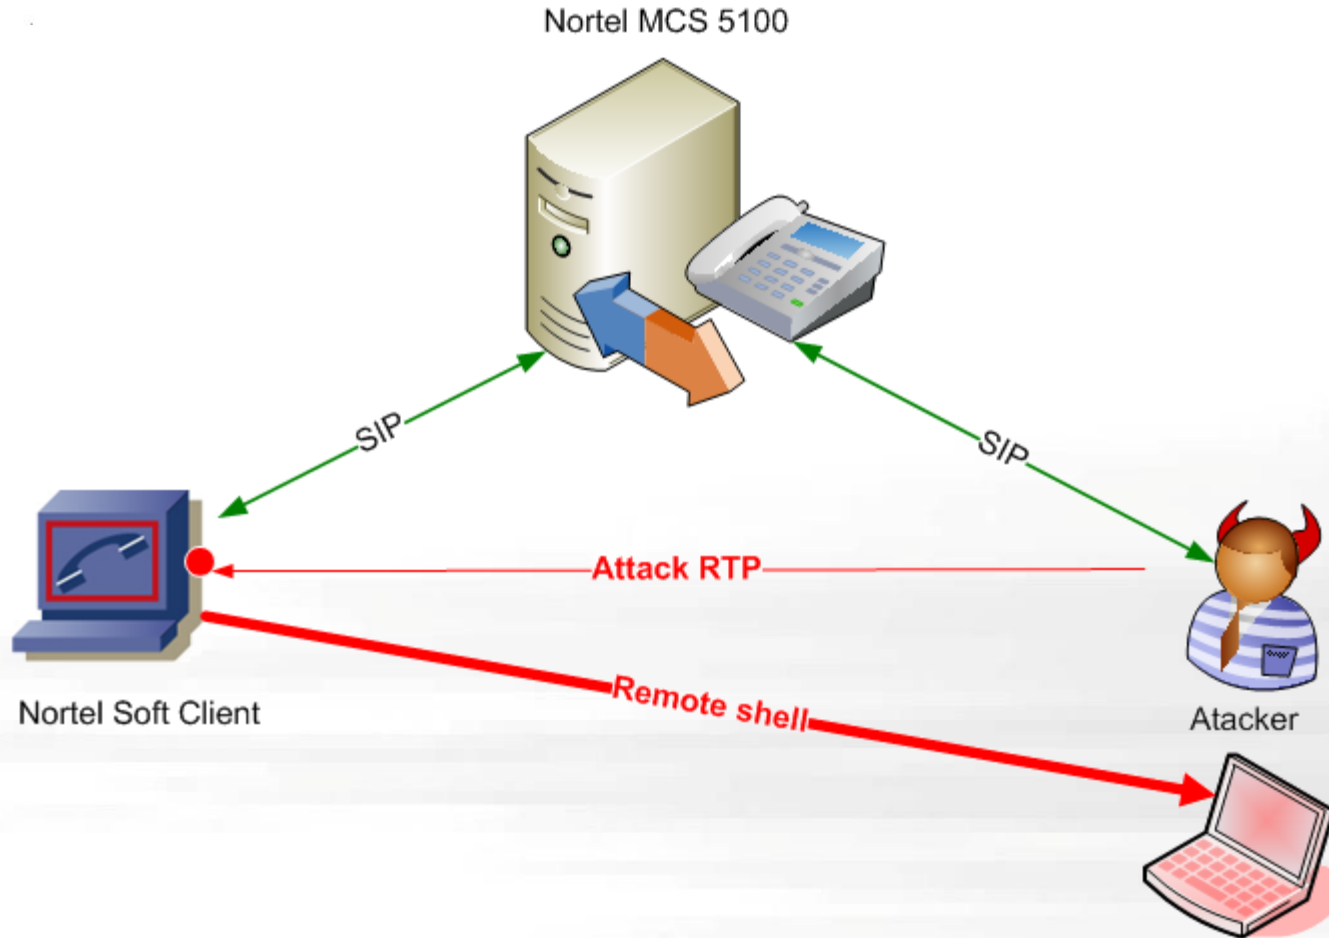 Nortel MCS 5100
SIP
SIP
Attack RTP
Remote shell
Nortel Soft Client
Atacker